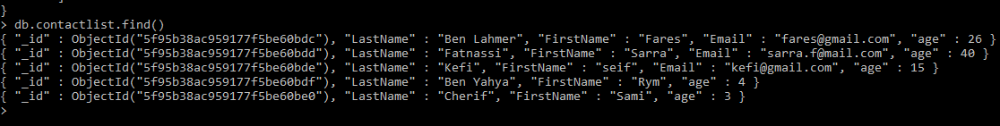 }
> db.contactlist.find()
{ "_id" : ObjectId("5f95b38ac959177f5be60bdc"), "LastName" : "Ben Lahmer", "FirstName" : "Fares", "Email" : "fares@gmail.com", "age" : 26 }
{ "_id" : ObjectId("5f95b38ac959177f5be60bdd"), "LastName" : "Fatnassi", "FirstName" : "Sarra", "Email" : "sarra.f@mail.com", "age" : 40 }
{ "_id" : ObjectId("5f95b38ac959177f5be60bde"), "LastName" : "Kefi", "FirstName" : "seif", "Email" : "kefi@gmail.com", "age" : 15 }
{ "_id" : ObjectId("5f95b38ac959177f5be60bdf"), "LastName" : "Ben Yahya", "FirstName" : "Rym", "age" : 4 }
{ "_id" : ObjectId("5f95b38ac959177f5be60be0"), "LastName" : "Cherif", "FirstName" : "Sami", "age" : 3 }
>